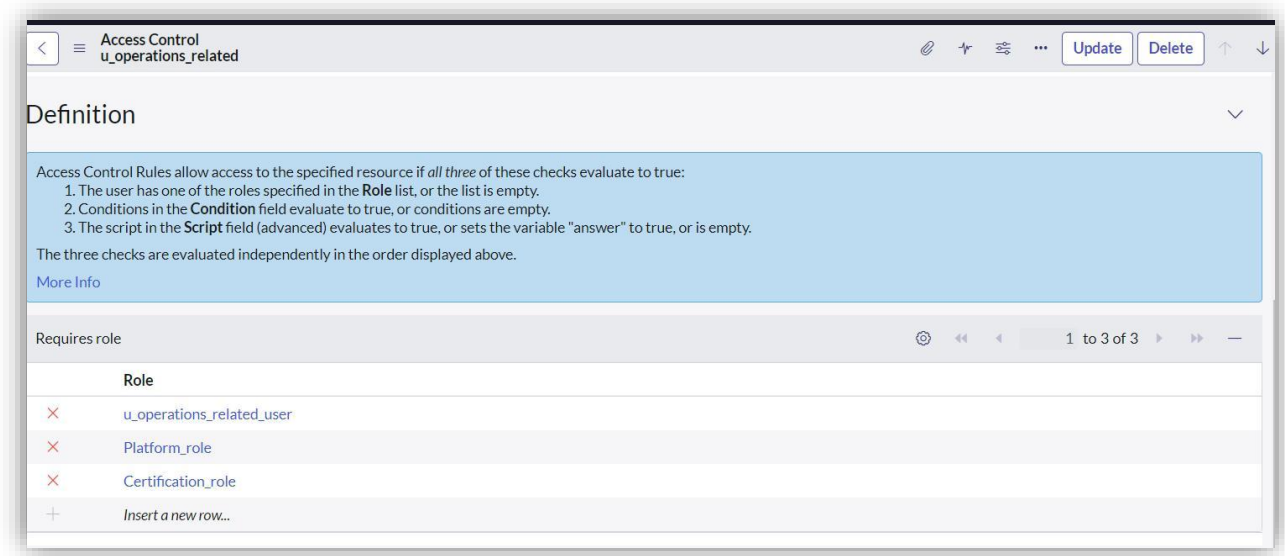 Access Control
u_operations_related
Update
Delete
Definition
Access Control Rules allow access to the specified resource if all three of these checks evaluate to true:
1. The user has one of the roles specified in the Role list, or the list is empty.
2. Conditions in the Condition field evaluate to true, or conditions are empty.
3. The script in the Script field (advanced) evaluates to true, or sets the variable "answer" to true, or is empty.
The three checks are evaluated independently in the order displayed above.
More Info
Requires role
1 to 3 of 3
Role
u_operations_related_user
Platform_role
Certification_role
Insert a new row...